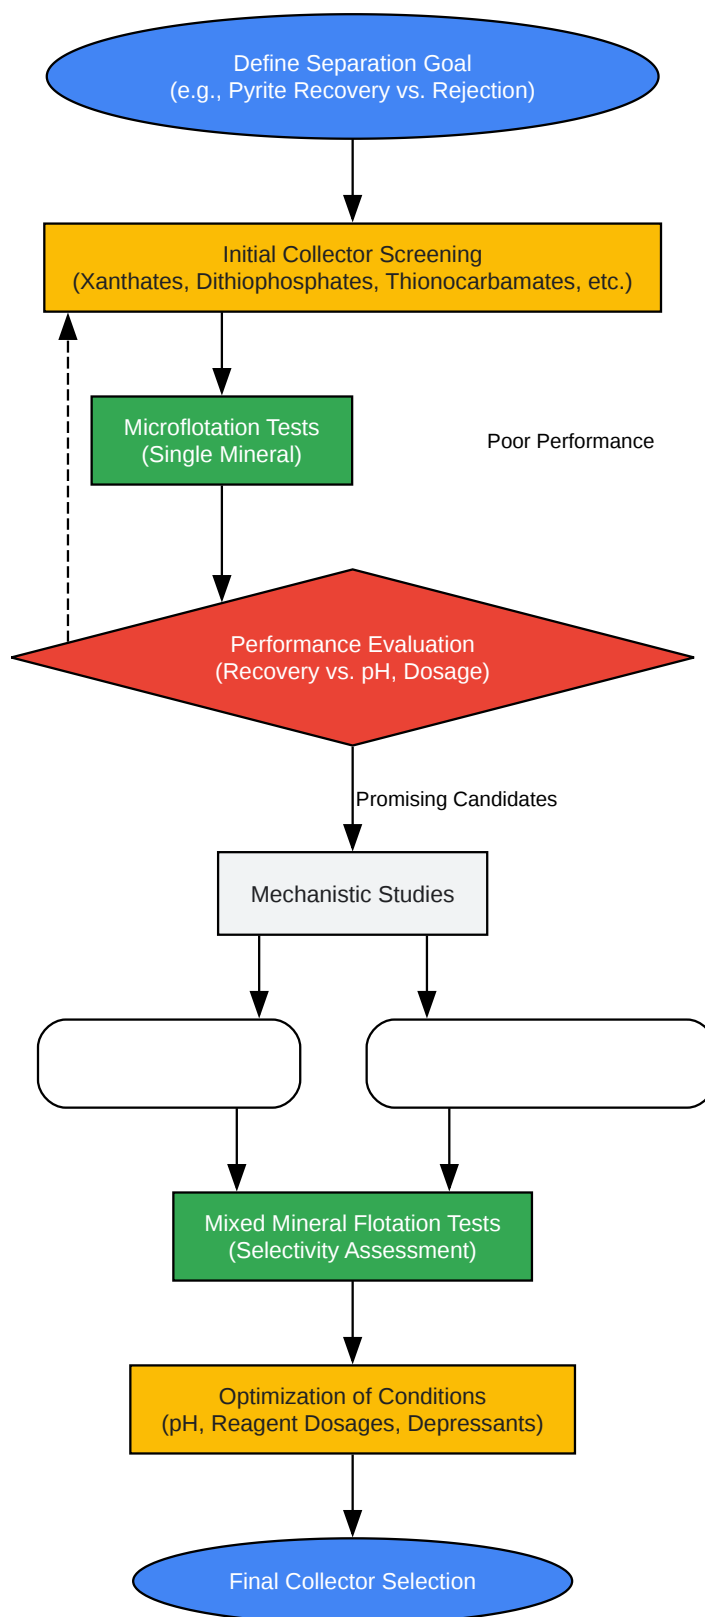 Define Separation Goal
(e.g., Pyrite Recovery vs. Rejection)
Initial Collector Screening
(Xanthates, Dithiophosphates, Thionocarbamates, etc.)
Microflotation Tests
(Single Mineral)
Poor Performance
Performance Evaluation
(Recovery vs. pH, Dosage)
Promising Candidates
Mechanistic Studies
Mixed Mineral Flotation Tests
(Selectivity Assessment)
Optimization of Conditions
(pH, Reagent Dosages, Depressants)
Final Collector Selection